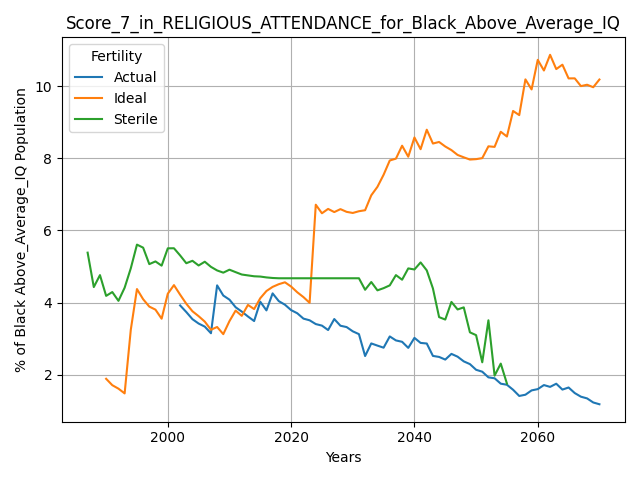 Score_7_in_RELIGIOUS_ATTENDANCE_for_Black_Above_Average_IQ
Fertility
Actual
Ideal
Sterile
% of Black Above_Average_IQ Population
10
8
6
4
2
2000
2020
2040
2060
Years